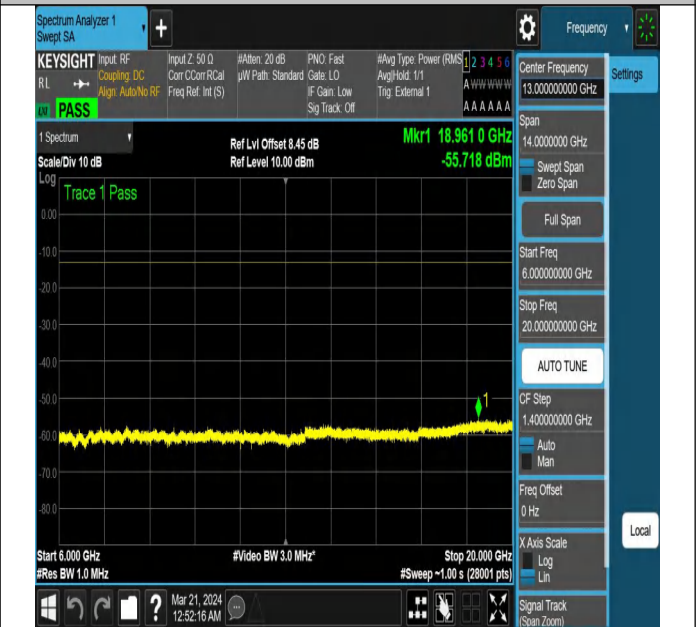 Spectrum Analyzer 1
Swept SA
Frequency
KEYSIGHT
RL
PASS
Input: RF
Coupling: DC
Align: Auto/No RF
Input Z: 50 Ω
Corr CCorr RCal
Freq Ref: Int (S)
#Atten: 20 dB
µW Path: Standard
PNO: Fast
Gate: LO
IF Gain: Low
Sig Track: Off
#Avg Type: Power (RMS
Avg|Hold: 1/1
Trig: External 1
1 2 3 4 5 6
A W W W W W
A A A A A A
1 Spectrum
Scale/Div 10 dB
Log
Ref Lvl Offset 8.45 dB
Ref Level 10.00 dBm
Mkr1 18.961 0 GHz
-55.718 dBm
Trace 1 Pass
0.00
-10.0
-20.0
-30.0
-40.0
-50.0
-60.0
-70.0
-80.0
1
Start 6.000 GHz
#Res BW 1.0 MHz
#Video BW 3.0 MHz*
Stop 20.000 GHz
#Sweep ~1.00 s (28001 pts)
?
Mar 21, 2024
12:52:16 AM
Center Frequency
13.000000000 GHz
Settings
Span
14.0000000 GHz
Swept Span
Zero Span
Full Span
Start Freq
6.000000000 GHz
Stop Freq
20.000000000 GHz
AUTO TUNE
CF Step
1.400000000 GHz
Auto
Man
Freq Offset
0 Hz
X Axis Scale
Log
Lin
Local
Signal Track
(Span Zoom)